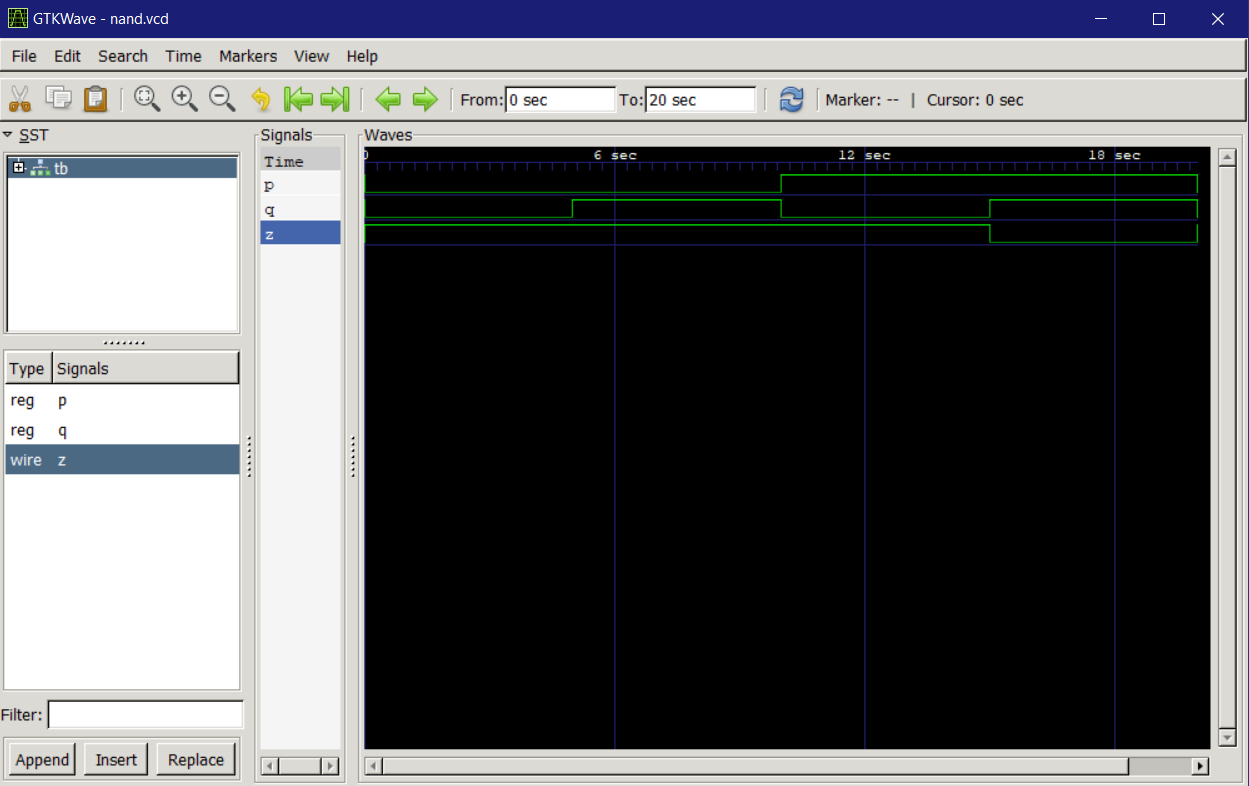 GTKWave - nand.vcd
File Edit Search Time Markers View Help
From: 0 sec To: 20 sec Marker: -- | Cursor: 0 sec
SST
tb
Type Signals
reg p
reg q
wire z
Filter:
Append Insert Replace
Signals
Time
p
q
z
Waves
0 6 sec 12 sec 18 sec